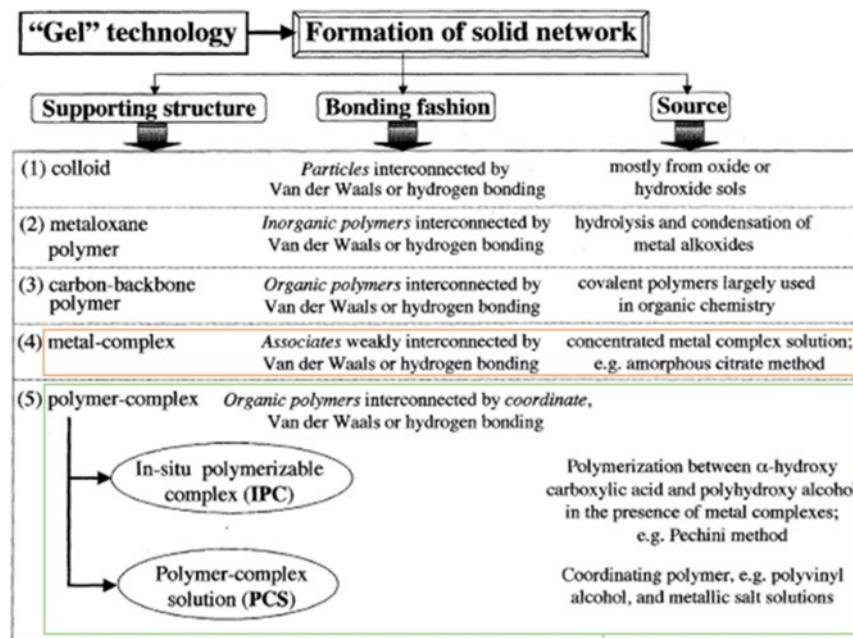 “Gel” technology
Formation of solid network
Supporting structure
Bonding fashion
Source
(1) colloid
Particles interconnected by
Van der Waals or hydrogen bonding
mostly from oxide or
hydroxide sols
(2) metaloxane
polymer
Inorganic polymers interconnected by
Van der Waals or hydrogen bonding
hydrolysis and condensation of
metal alkoxides
(3) carbon-backbone
polymer
Organic polymers interconnected by
Van der Waals or hydrogen bonding
covalent polymers largely used
in organic chemistry
(4) metal-complex
Associates weakly interconnected by
Van der Waals or hydrogen bonding
concentrated metal complex solution;
e.g. amorphous citrate method
(5) polymer-complex
Organic polymers interconnected by coordinate,
Van der Waals or hydrogen bonding
In-situ polymerizable
complex (IPC)
Polymerization between α-hydroxy
carboxylic acid and polyhydroxy alcohol
in the presence of metal complexes;
e.g. Pechini method
Polymer-complex
solution (PCS)
Coordinating polymer, e.g. polyvinyl
alcohol, and metallic salt solutions